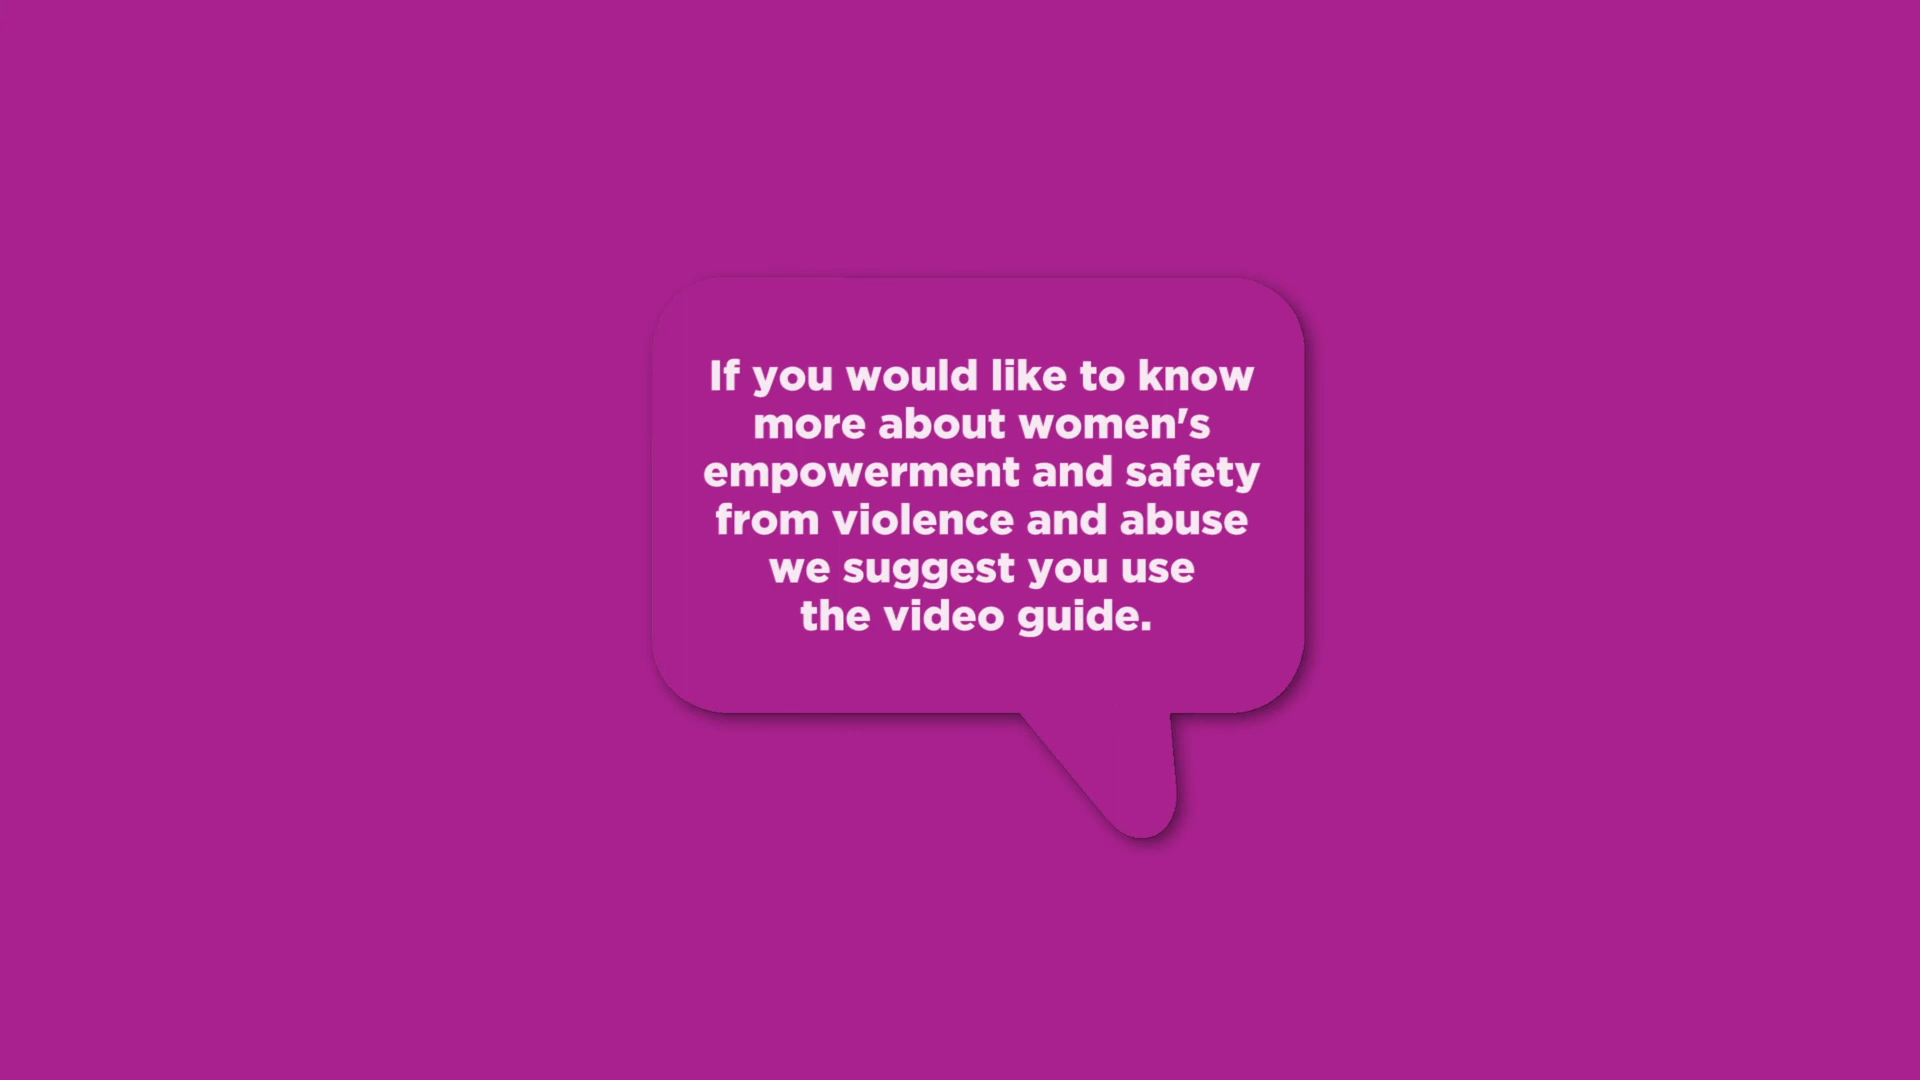 If you would like to know
more about women's
empowerment and safety
from violence and abuse
we suggest you use
the video guide.